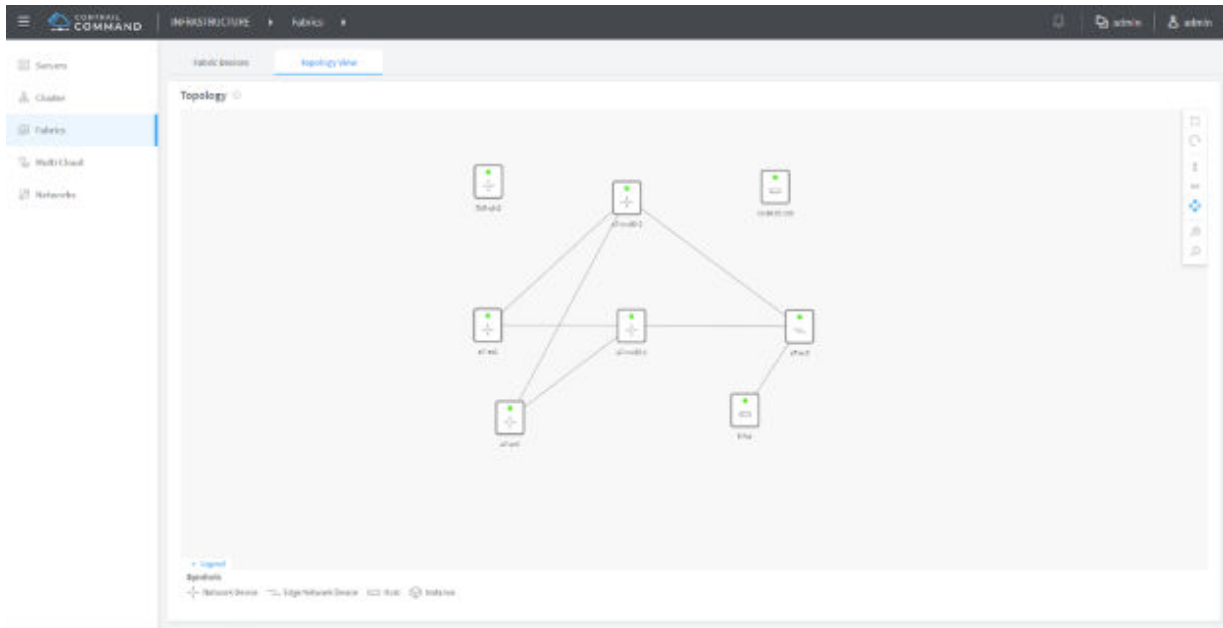 CONTRAIL
COMMAND
INFRASTRUCTURE
Fabrics
admin
admin
Servers
Cluster
Fabrics
Multi Cloud
Networks
Fabric Devices
Topology View
Topology
Legend
Symbols
Network Device
Edge Network Device
Host
Instance